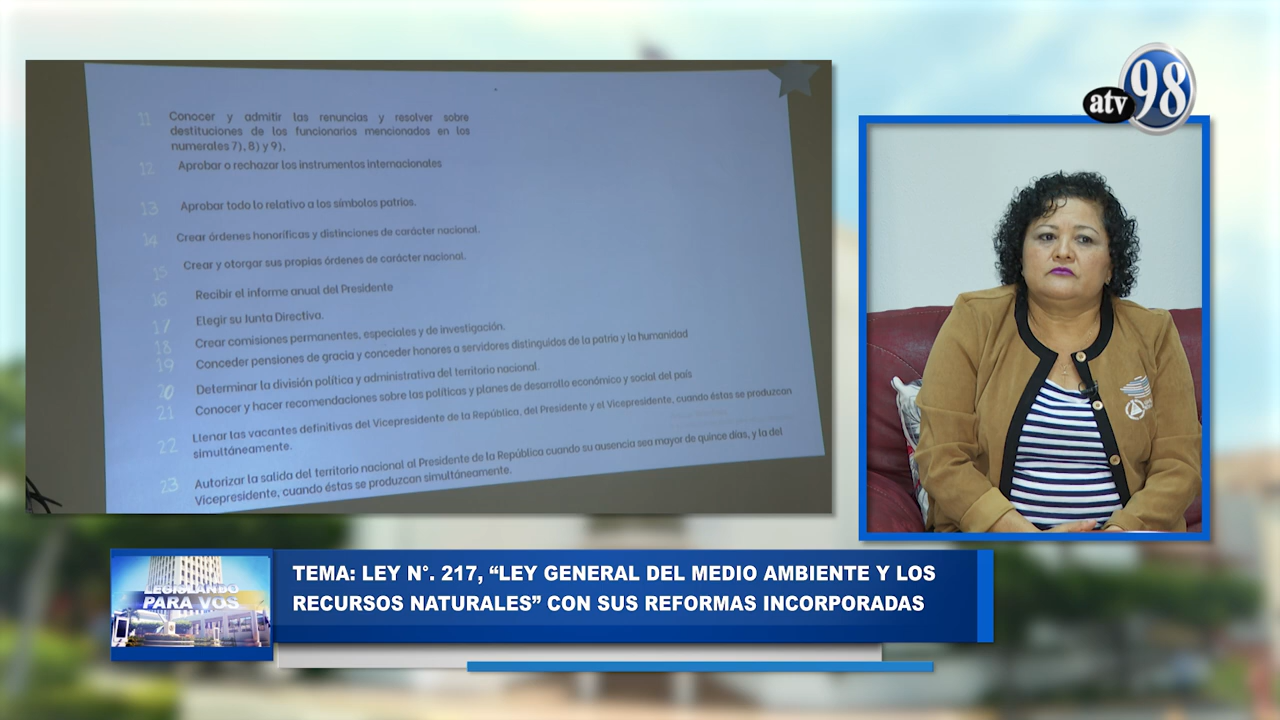 11 Conocer y admitir las renuncias y resolver sobre
destituciones de los funcionarios mencionados en los
numerales 7), 8) y 9),
12 Aprobar o rechazar los instrumentos internacionales
13 Aprobar todo lo relativo a los símbolos patrios.
14 Crear órdenes honoríficas y distinciones de carácter nacional.
15 Crear y otorgar sus propias órdenes de carácter nacional.
16 Recibir el informe anual del Presidente
17 Elegir su Junta Directiva.
18 Crear comisiones permanentes, especiales y de investigación.
19 Conceder pensiones de gracia y conceder honores a servidores distinguidos de la patria y la humanidad
20 Determinar la división política y administrativa del territorio nacional.
21 Conocer y hacer recomendaciones sobre las políticas y planes de desarrollo económico y social del país
22 Llenar las vacantes definitivas del Vicepresidente de la República, del Presidente y el Vicepresidente, cuando éstas se produzcan
simultáneamente.
23 Autorizar la salida del territorio nacional al Presidente de la República cuando su ausencia sea mayor de quince días, y la del
Vicepresidente, cuando éstas se produzcan simultáneamente.
atv 98
LEGISLANDO
PARA VOS
TEMA: LEY N°. 217, “LEY GENERAL DEL MEDIO AMBIENTE Y LOS
RECURSOS NATURALES” CON SUS REFORMAS INCORPORADAS